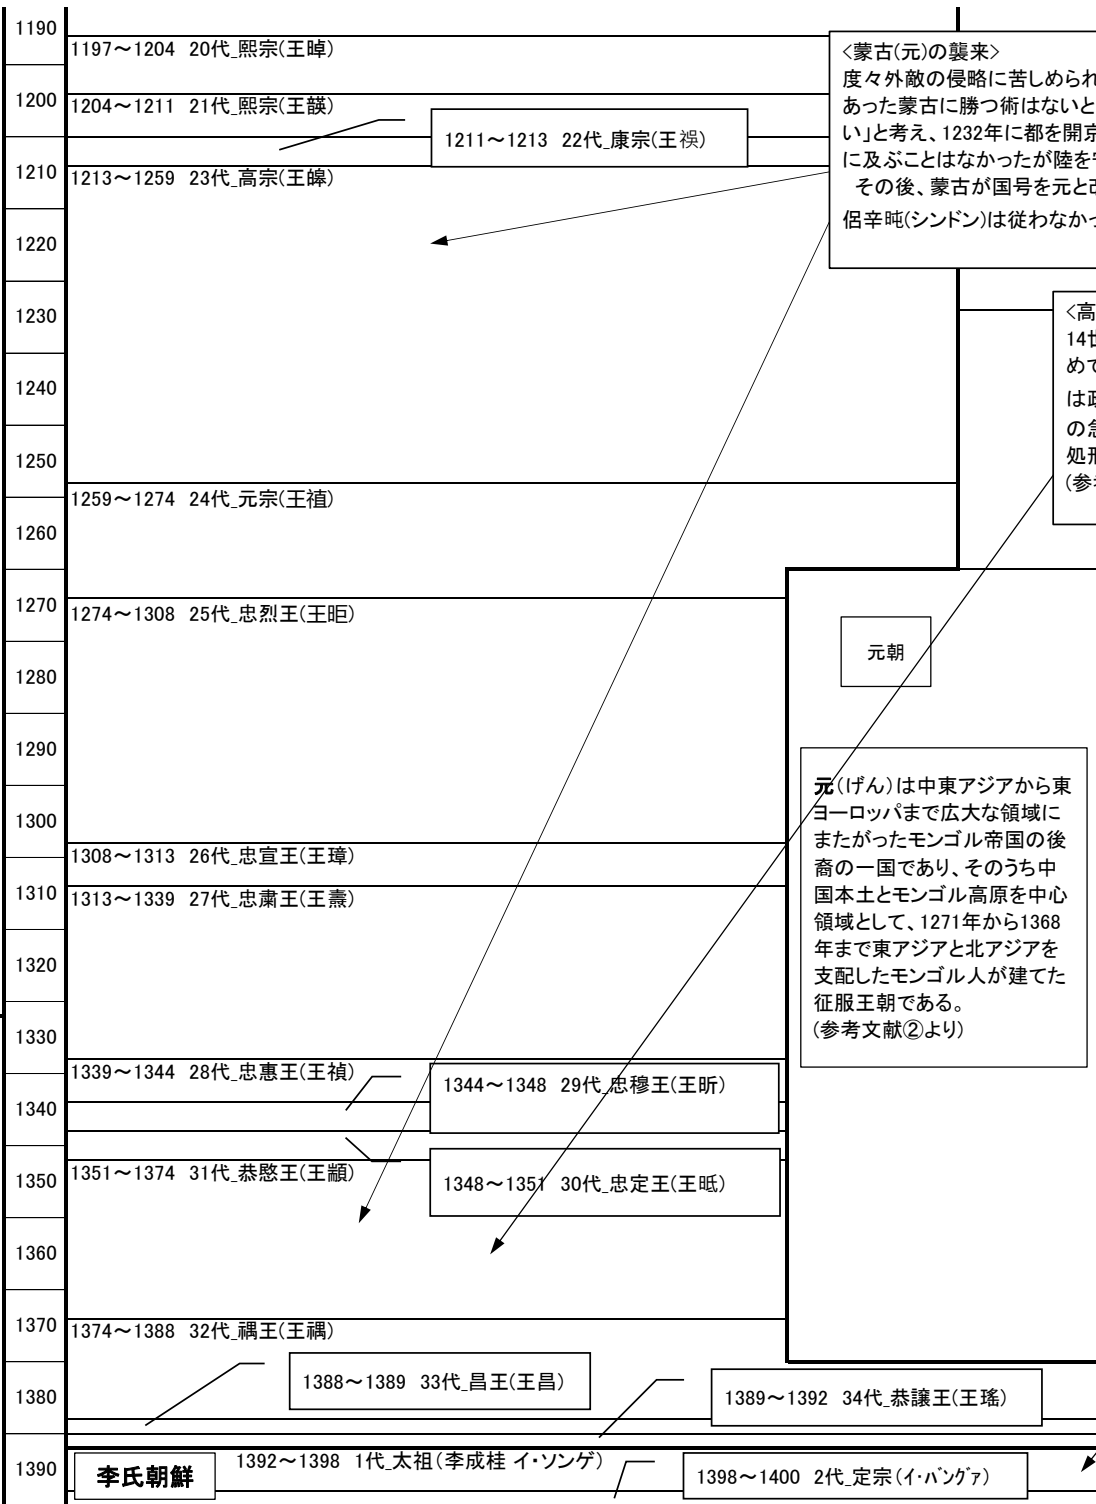 1190
1197～1204 20代_熙宗(王晫)
1200
1204～1211 21代_熙宗(王韺)
1211～1213 22代_康宗(王祦)
1210
1213～1259 23代_高宗(王皞)
<蒙古(元)の襲来>
度々外敵の侵略に苦しめられ
あった蒙古に勝つ術はないと
い」と考え、1232年に都を開京
に及ぶことはなかったが陸を
その後、蒙古が国号を元と
侶辛旽(シンドン)は従わなか
1220
1230
<高
14世
めて
は政
の急
処刑
(参考
1240
1250
1259～1274 24代_元宗(王禃)
1260
1270
1274～1308 25代_忠烈王(王昛)
元朝
1280
1290
元(げん)は中東アジアから東
ヨーロッパまで広大な領域に
またがったモンゴル帝国の後
裔の一国であり、そのうち中
国本土とモンゴル高原を中心
領域として、1271年から1368
年まで東アジアと北アジアを
支配したモンゴル人が建てた
征服王朝である。
(参考文献②より)
1300
1308～1313 26代_忠宣王(王璋)
1310
1313～1339 27代_忠粛王(王燾)
1320
1330
1339～1344 28代_忠惠王(王禎)
1344～1348 29代_忠穆王(王昕)
1340
1348～1351 30代_忠定王(王㫝)
1350
1351～1374 31代_恭愍王(王顓)
1360
1370
1374～1388 32代_禑王(王禑)
1388～1389 33代_昌王(王昌)
1380
1389～1392 34代_恭讓王(王瑤)
1390
李氏朝鮮
1392～1398 1代_太祖(李成桂 イ・ソンゲ)
1398～1400 2代_定宗(イ・バングァ)